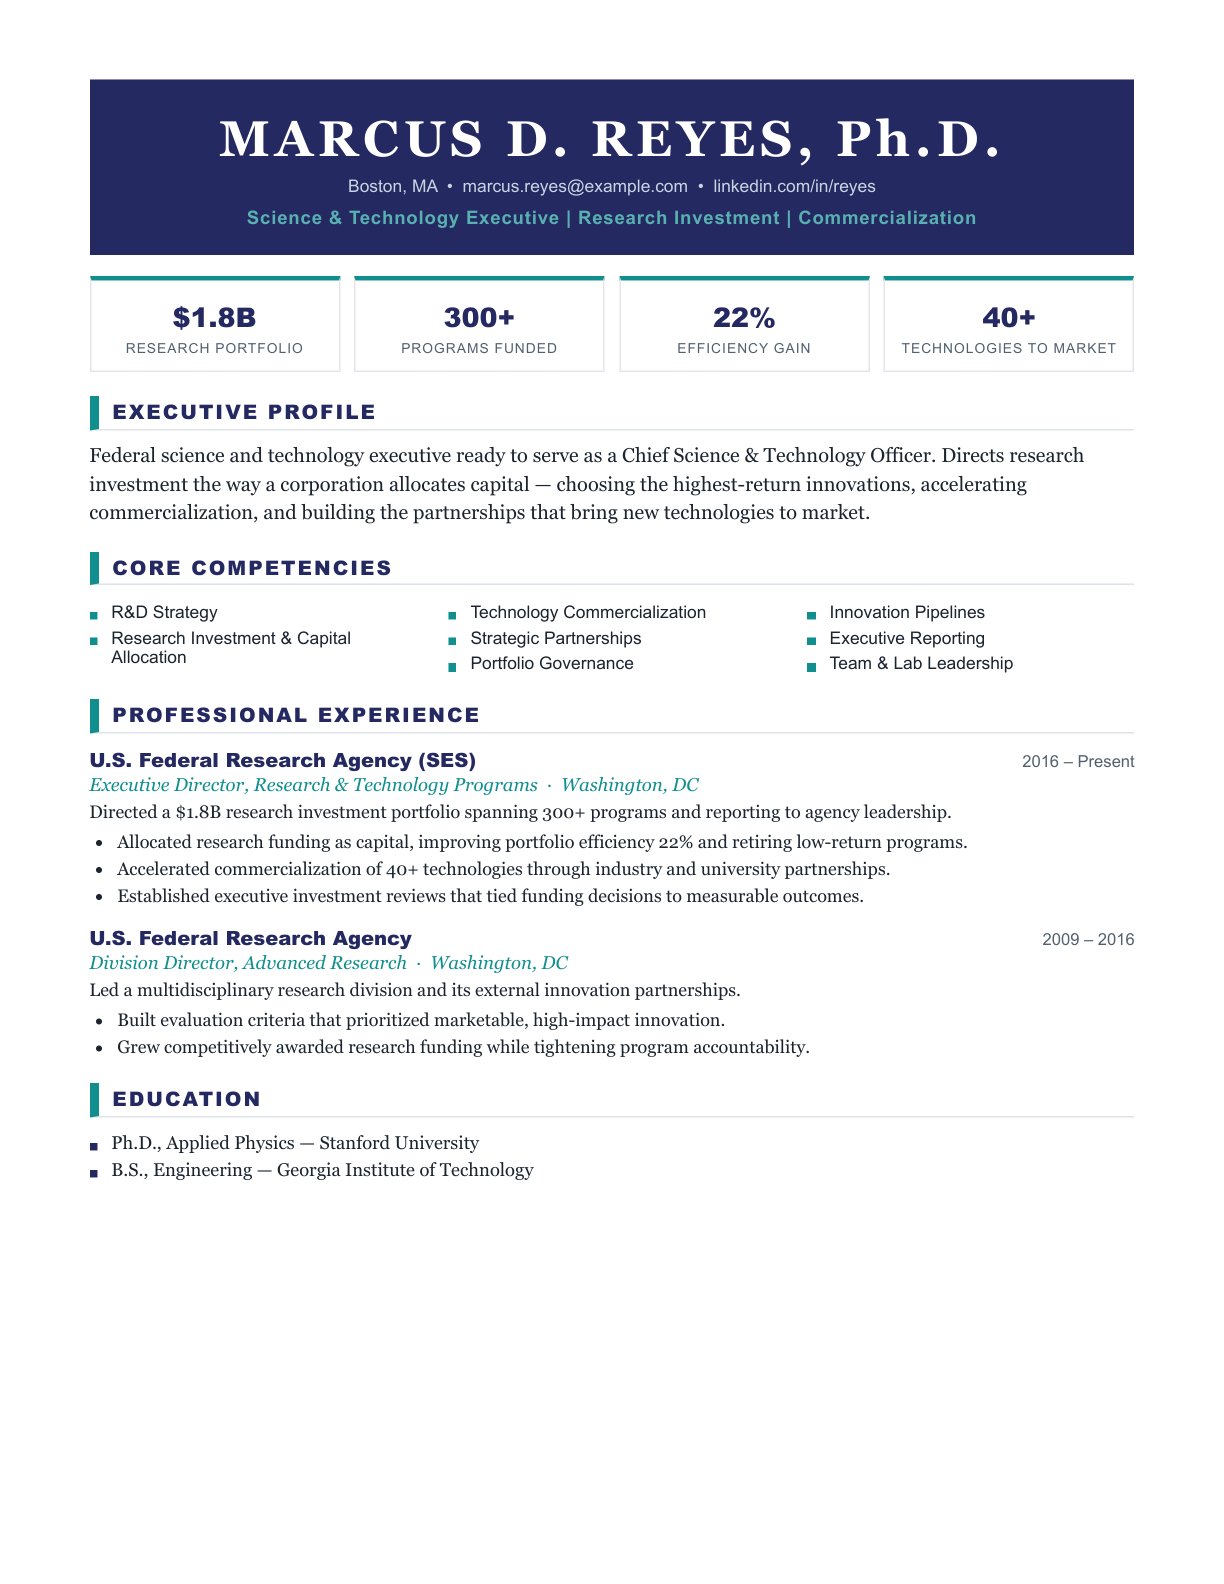 MARCUS D. REYES, Ph.D.
Boston, MA • marcus.reyes@example.com • linkedin.com/in/reyes
Science & Technology Executive | Research Investment | Commercialization
$1.8B
RESEARCH PORTFOLIO
300+
PROGRAMS FUNDED
22%
EFFICIENCY GAIN
40+
TECHNOLOGIES TO MARKET
EXECUTIVE PROFILE
Federal science and technology executive ready to serve as a Chief Science & Technology Officer. Directs research
investment the way a corporation allocates capital — choosing the highest-return innovations, accelerating
commercialization, and building the partnerships that bring new technologies to market.
CORE COMPETENCIES
R&D Strategy
Research Investment & Capital
Allocation
Technology Commercialization
Strategic Partnerships
Portfolio Governance
Innovation Pipelines
Executive Reporting
Team & Lab Leadership
PROFESSIONAL EXPERIENCE
U.S. Federal Research Agency (SES) 2016 – Present
Executive Director, Research & Technology Programs · Washington, DC
Directed a $1.8B research investment portfolio spanning 300+ programs and reporting to agency leadership.
• Allocated research funding as capital, improving portfolio efficiency 22% and retiring low-return programs.
• Accelerated commercialization of 40+ technologies through industry and university partnerships.
• Established executive investment reviews that tied funding decisions to measurable outcomes.
U.S. Federal Research Agency 2009 – 2016
Division Director, Advanced Research · Washington, DC
Led a multidisciplinary research division and its external innovation partnerships.
• Built evaluation criteria that prioritized marketable, high-impact innovation.
• Grew competitively awarded research funding while tightening program accountability.
EDUCATION
Ph.D., Applied Physics — Stanford University
B.S., Engineering — Georgia Institute of Technology